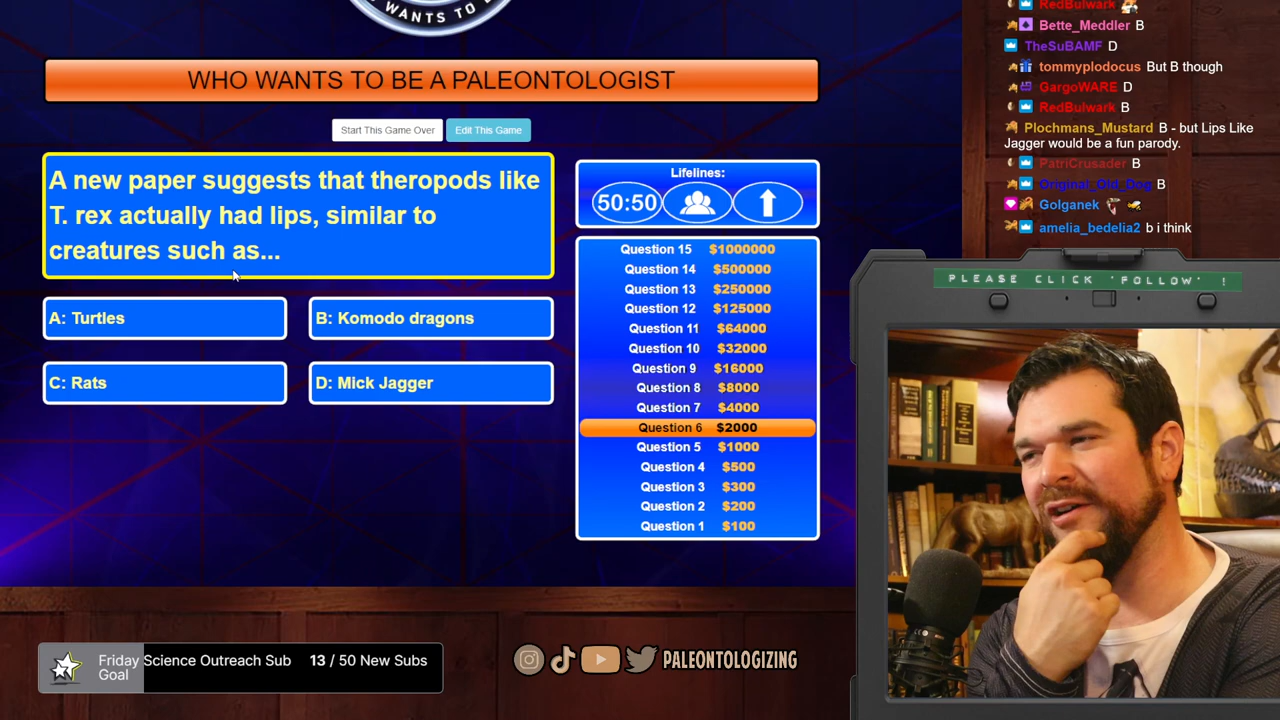 WANTS TO
WHO WANTS TO BE A PALEONTOLOGIST
Start This Game Over
Edit This Game
A new paper suggests that theropods like
T. rex actually had lips, similar to
creatures such as...
A: Turtles
B: Komodo dragons
C: Rats
D: Mick Jagger
Lifelines:
50:50
Question 15 $1000000
Question 14 $500000
Question 13 $250000
Question 12 $125000
Question 11 $64000
Question 10 $32000
Question 9 $16000
Question 8 $8000
Question 7 $4000
Question 6 $2000
Question 5 $1000
Question 4 $500
Question 3 $300
Question 2 $200
Question 1 $100
RedBulwark
Bette_Meddler B
TheSuBAMF D
tommyplodocus But B though
GargoWARE D
RedBulwark B
Plochmans_Mustard B - but Lips Like
Jagger would be a fun parody.
PatriCrusader B
Original_Old_Dog B
Golganek
amelia_bedelia2 b i think
PLEASE CLICK "FOLLOW" !
Friday Science Outreach Sub
Goal
13 / 50 New Subs
PALEONTOLOGIZING